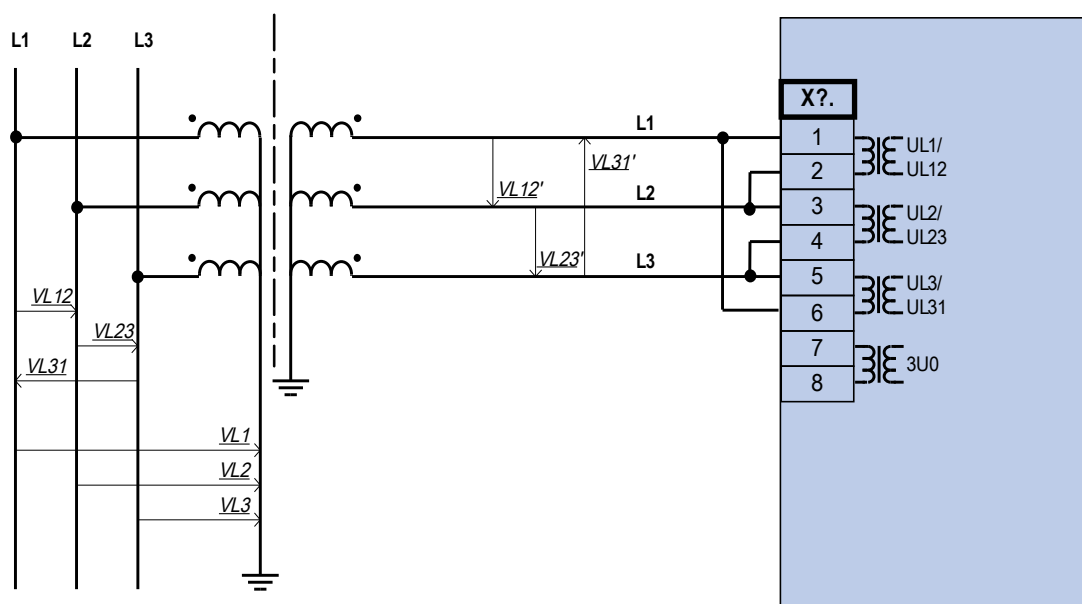 L1 L2 L3
X?.
L1
1
UL1/
VL31'
2
UL12
VL12'
L2
3
UL2/
4
UL23
VL23'
L3
5
UL3/
VL12
6
UL31
VL23
7
VL31
3U0
8
VL1
VL2
VL3